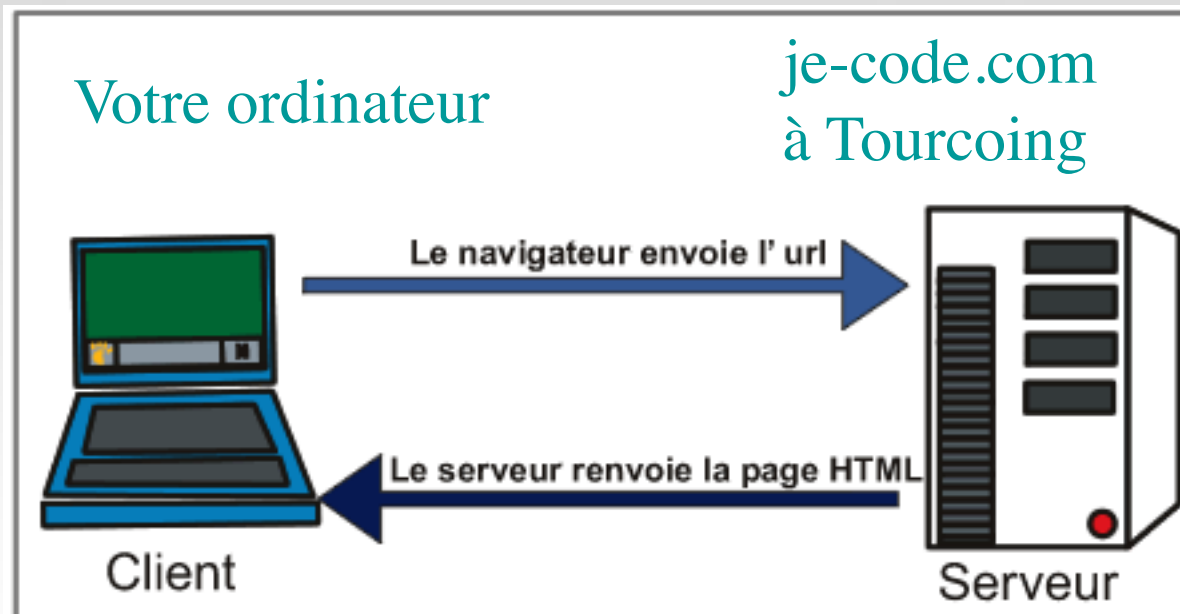 Votre ordinateur
je-code.com
à Tourcoing
Le navigateur envoie l' url
Le serveur renvoie la page HTML
Client
Serveur